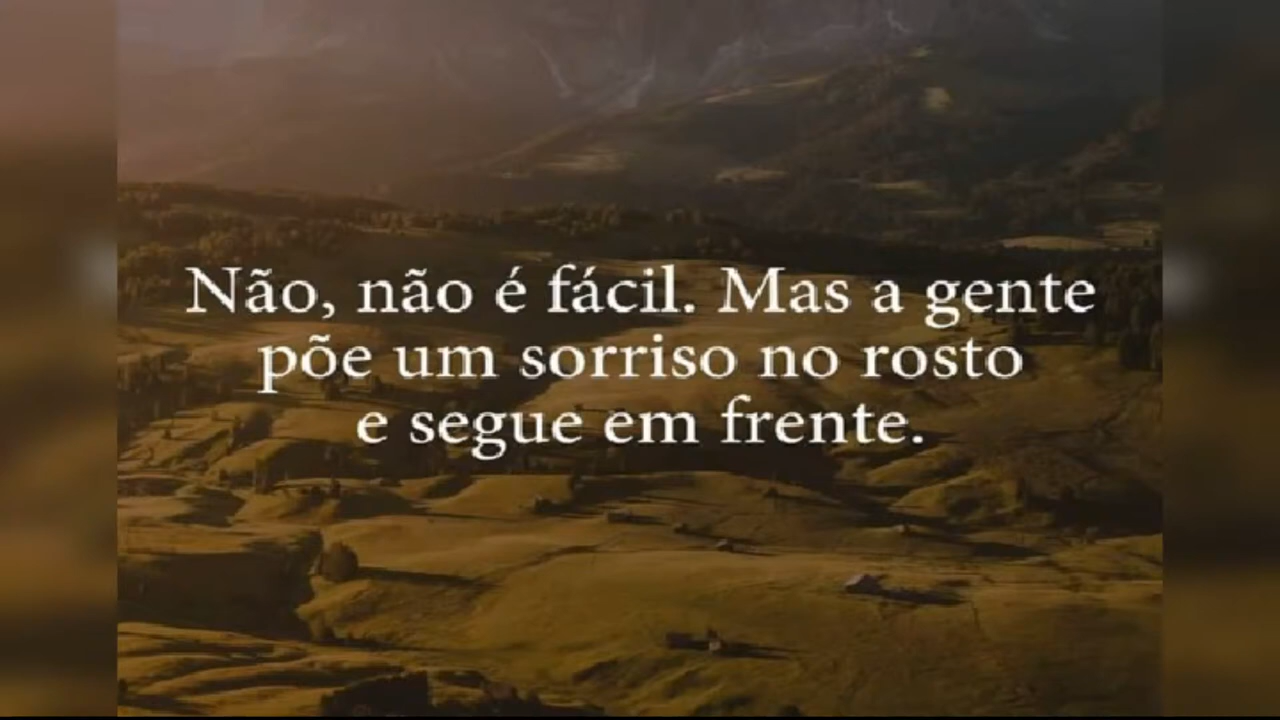 Não, não é fácil. Mas a gente
põe um sorriso no rosto
e segue em frente.